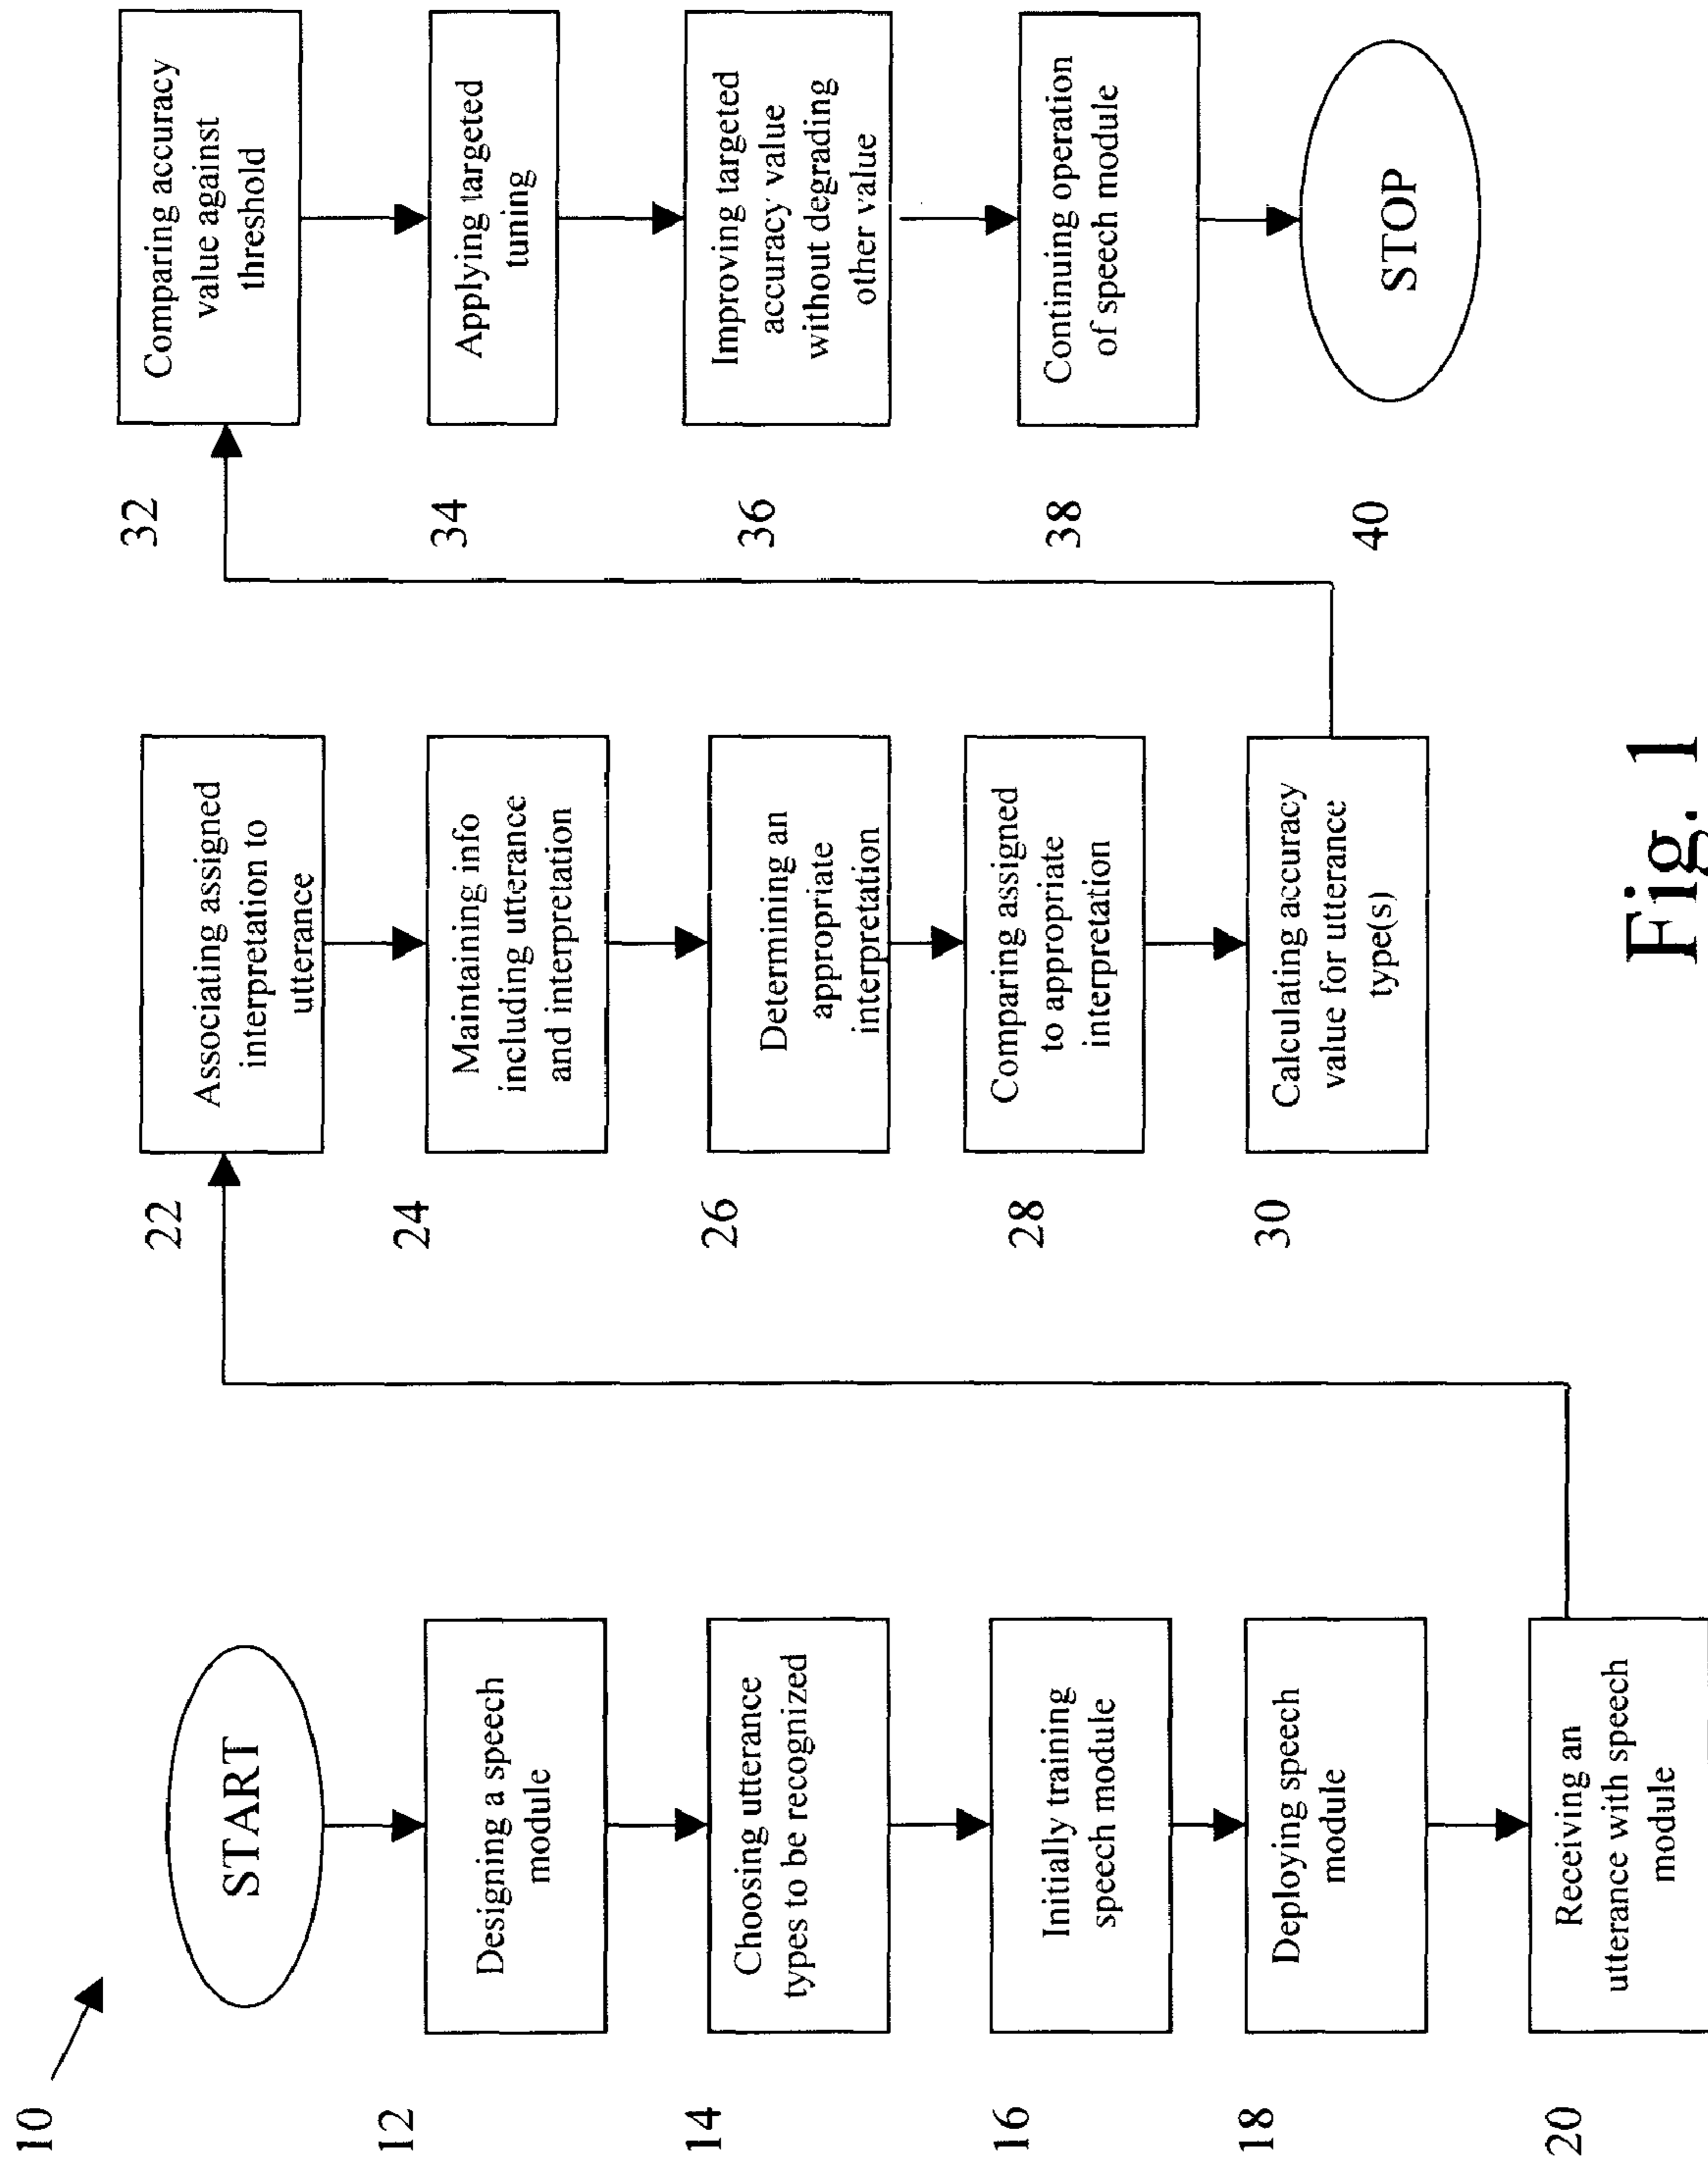 10
START
12
Designing a speech
module
14
Choosing utterance
types to be recognized
16
Initially training
speech module
18
Deploying speech
module
20
Receiving an
utterance with speech
module
22
Associating assigned
interpretation to
utterance
24
Maintaining info
including utterance
and interpretation
26
Determining an
appropriate
interpretation
28
Comparing assigned
to appropriate
interpretation
30
Calculating accuracy
value for utterance
type(s)
32
Comparing accuracy
value against
threshold
34
Applying targeted
tuning
36
Improving targeted
accuracy value
without degrading
other value
38
Continuing operation
of speech module
40
STOP
Fig. 1